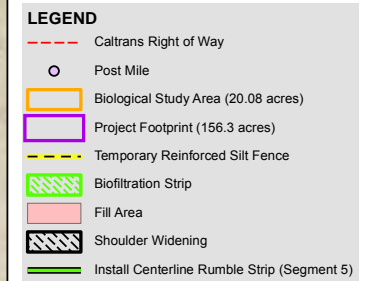 LEGEND
Caltrans Right of Way
Post Mile
Biological Study Area (20.08 acres)
Project Footprint (156.3 acres)
Temporary Reinforced Silt Fence
Biofiltration Strip
Fill Area
Shoulder Widening
Install Centerline Rumble Strip (Segment 5)